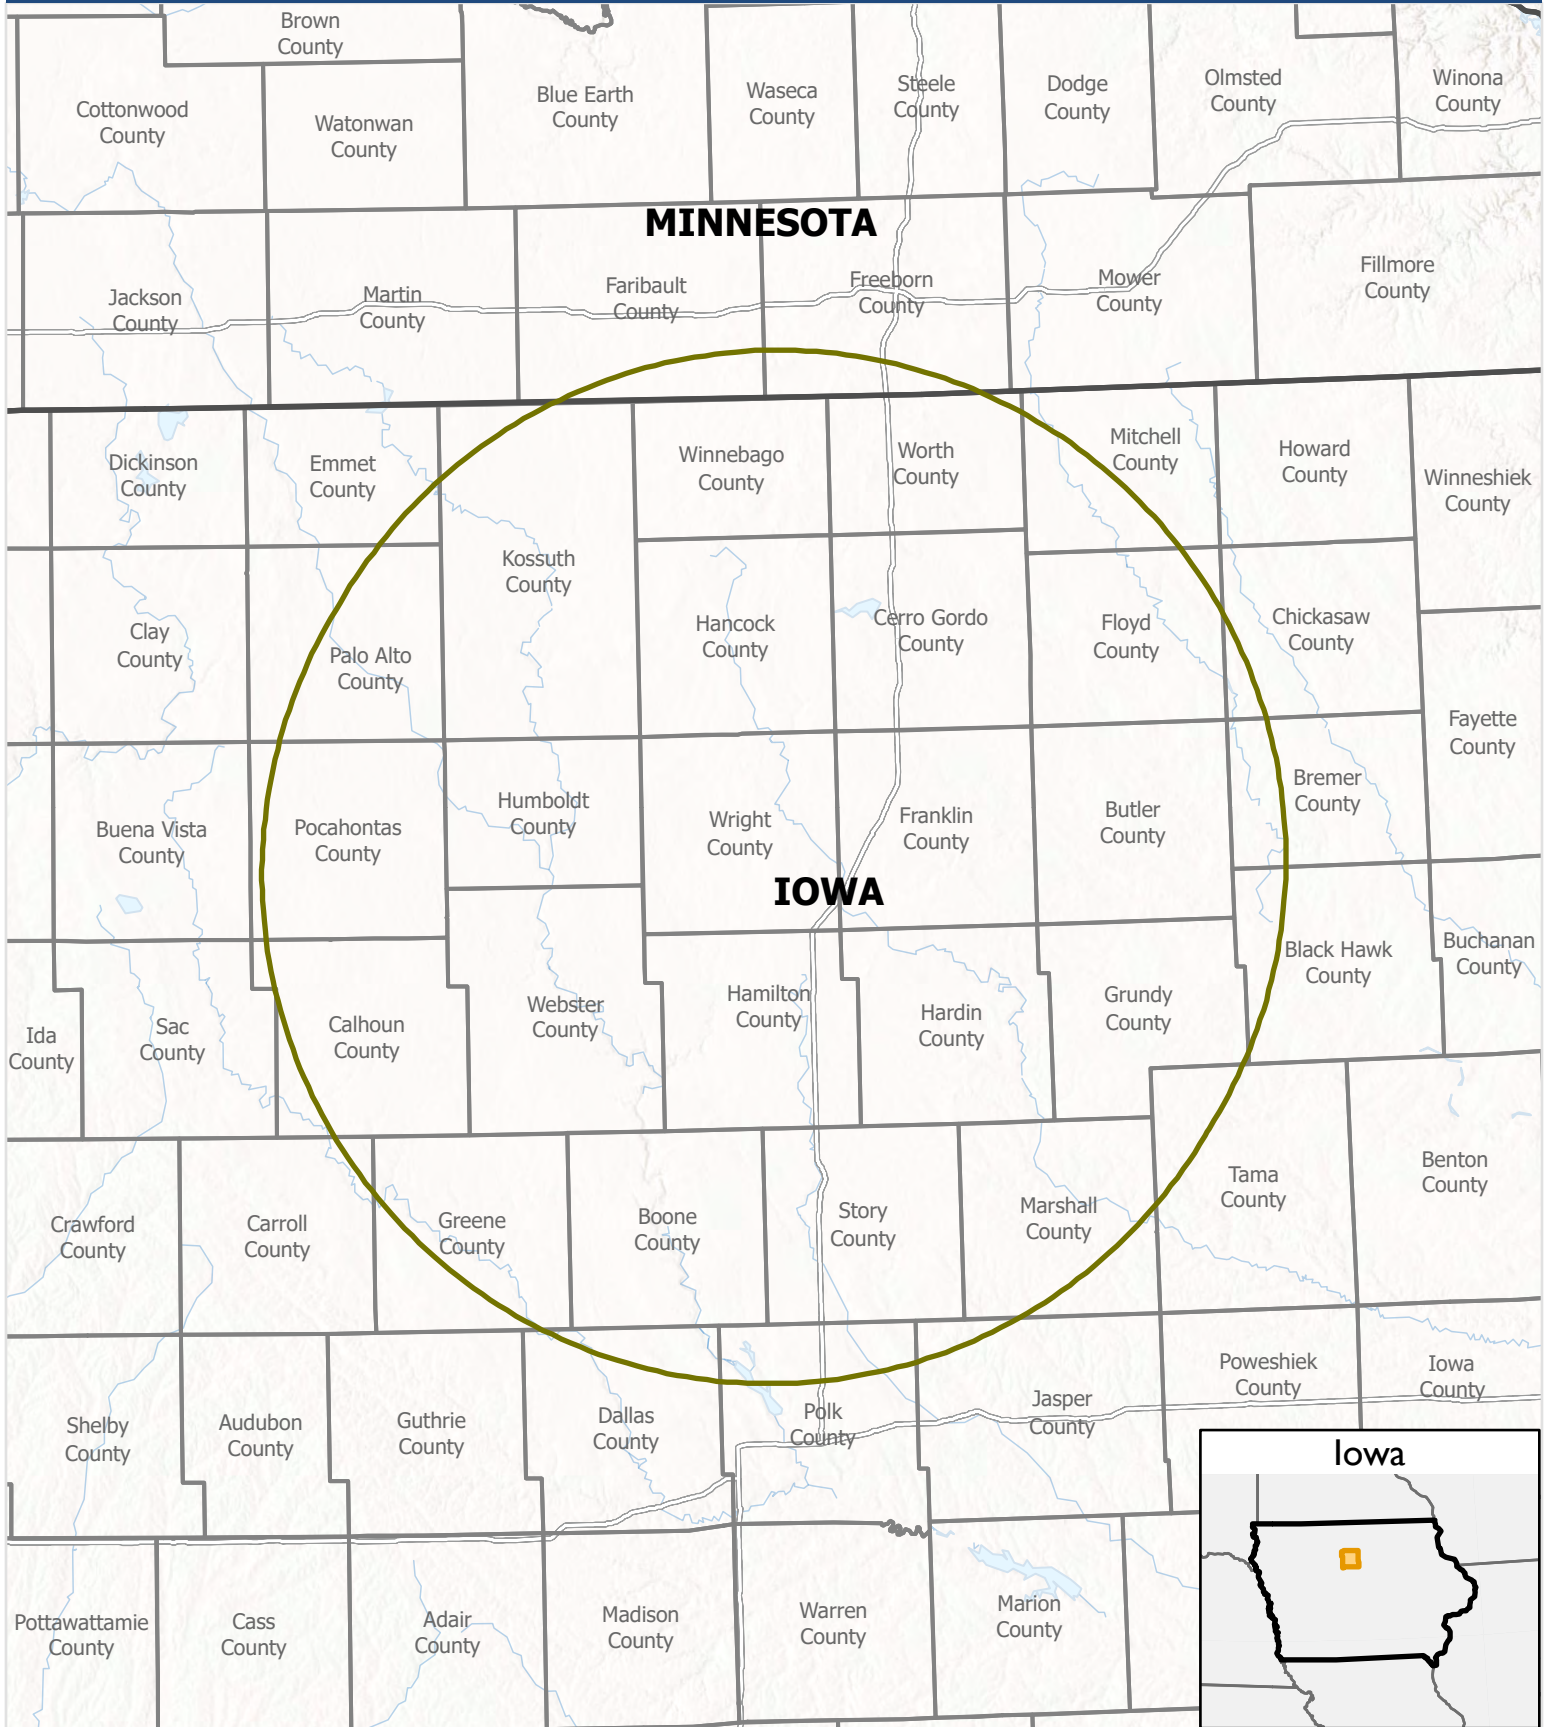 Brown
County
Cottonwood
County
Watonwan
County
Blue Earth
County
Waseca
County
Steele
County
Dodge
County
Olmsted
County
Winona
County
MINNESOTA
Jackson
County
Martin
County
Faribault
County
Freeborn
County
Mower
County
Fillmore
County
Dickinson
County
Emmet
County
Kossuth
County
Winnebago
County
Worth
County
Mitchell
County
Howard
County
Winneshiek
County
Clay
County
Palo Alto
County
Hancock
County
Cerro Gordo
County
Floyd
County
Chickasaw
County
Fayette
County
Buena Vista
County
Pocahontas
County
Humboldt
County
Wright
County
Franklin
County
Butler
County
Bremer
County
IOWA
Ida
County
Sac
County
Calhoun
County
Webster
County
Hamilton
County
Hardin
County
Grundy
County
Black Hawk
County
Buchanan
County
Crawford
County
Carroll
County
Greene
County
Boone
County
Story
County
Marshall
County
Tama
County
Benton
County
Shelby
County
Audubon
County
Guthrie
County
Dallas
County
Polk
County
Jasper
County
Poweshiek
County
Iowa
County
Pottawattamie
County
Cass
County
Adair
County
Madison
County
Warren
County
Marion
County
Iowa